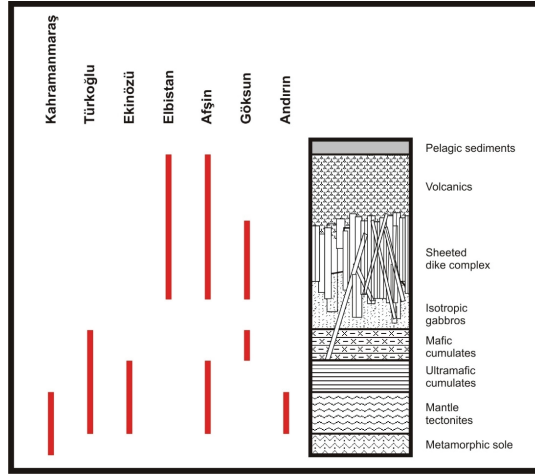 Kahramanmaraş
Türkoğlu
Ekinözü
Elbistan
Afşin
Göksun
Andırın
Pelagic sediments
Volcanics
Sheeted
dike complex
Isotropic
gabbros
Mafic
cumulates
Ultramafic
cumulates
Mantle
tectonites
Metamorphic sole